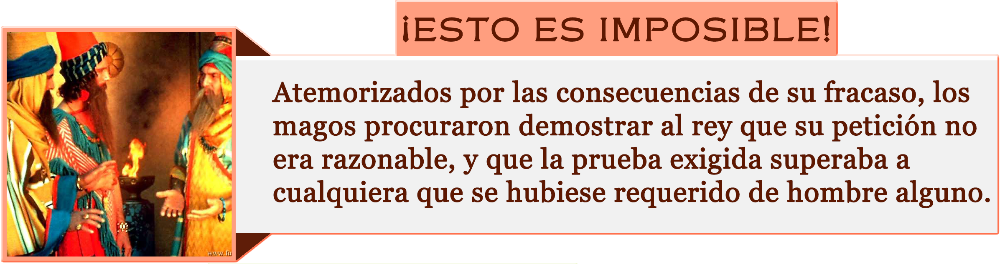 ¡ESTO ES IMPOSIBLE!
Atemorizados por las consecuencias de su fracaso, los
magos procuraron demostrar al rey que su petición no
era razonable, y que la prueba exigida superaba a
cualquiera que se hubiese requerido de hombre alguno.
www.fu